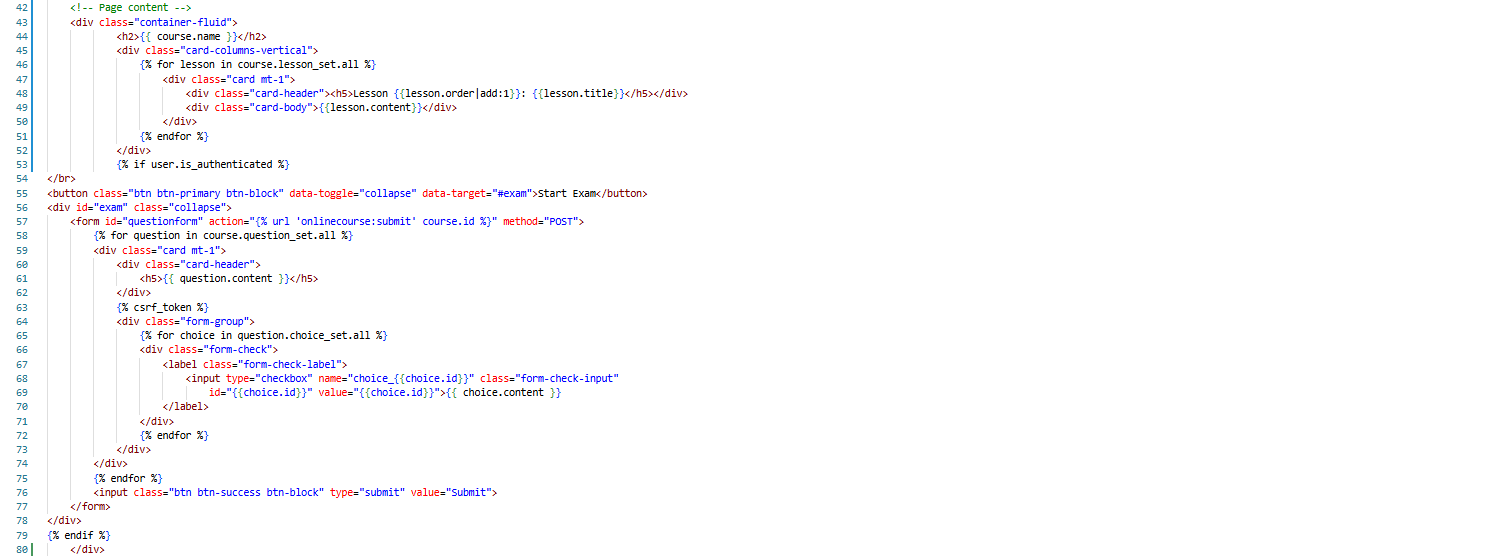 42 <!-- Page content -->
43 <div class="container-fluid">
44 <h2>{{ course.name }}</h2>
45 <div class="card-columns-vertical">
46 {% for lesson in course.lesson_set.all %}
47 <div class="card mt-1">
48 <div class="card-header"><h5>Lesson {{lesson.order|add:1}}: {{lesson.title}}</h5></div>
49 <div class="card-body">{{lesson.content}}</div>
50 </div>
51 {% endfor %}
52 </div>
53 {% if user.is_authenticated %}
54 </br>
55 <button class="btn btn-primary btn-block" data-toggle="collapse" data-target="#exam">Start Exam</button>
56 <div id="exam" class="collapse">
57 <form id="questionform" action="{% url 'onlinecourse:submit' course.id %}" method="POST">
58 {% for question in course.question_set.all %}
59 <div class="card mt-1">
60 <div class="card-header">
61 <h5>{{ question.content }}</h5>
62 </div>
63 {% csrf_token %}
64 <div class="form-group">
65 {% for choice in question.choice_set.all %}
66 <div class="form-check">
67 <label class="form-check-label">
68 <input type="checkbox" name="choice_{{choice.id}}" class="form-check-input"
69 id="{{choice.id}}" value="{{choice.id}}">{{ choice.content }}
70 </label>
71 </div>
72 {% endfor %}
73 </div>
74 </div>
75 {% endfor %}
76 <input class="btn btn-success btn-block" type="submit" value="Submit">
77 </form>
78 </div>
79 {% endif %}
80 </div>